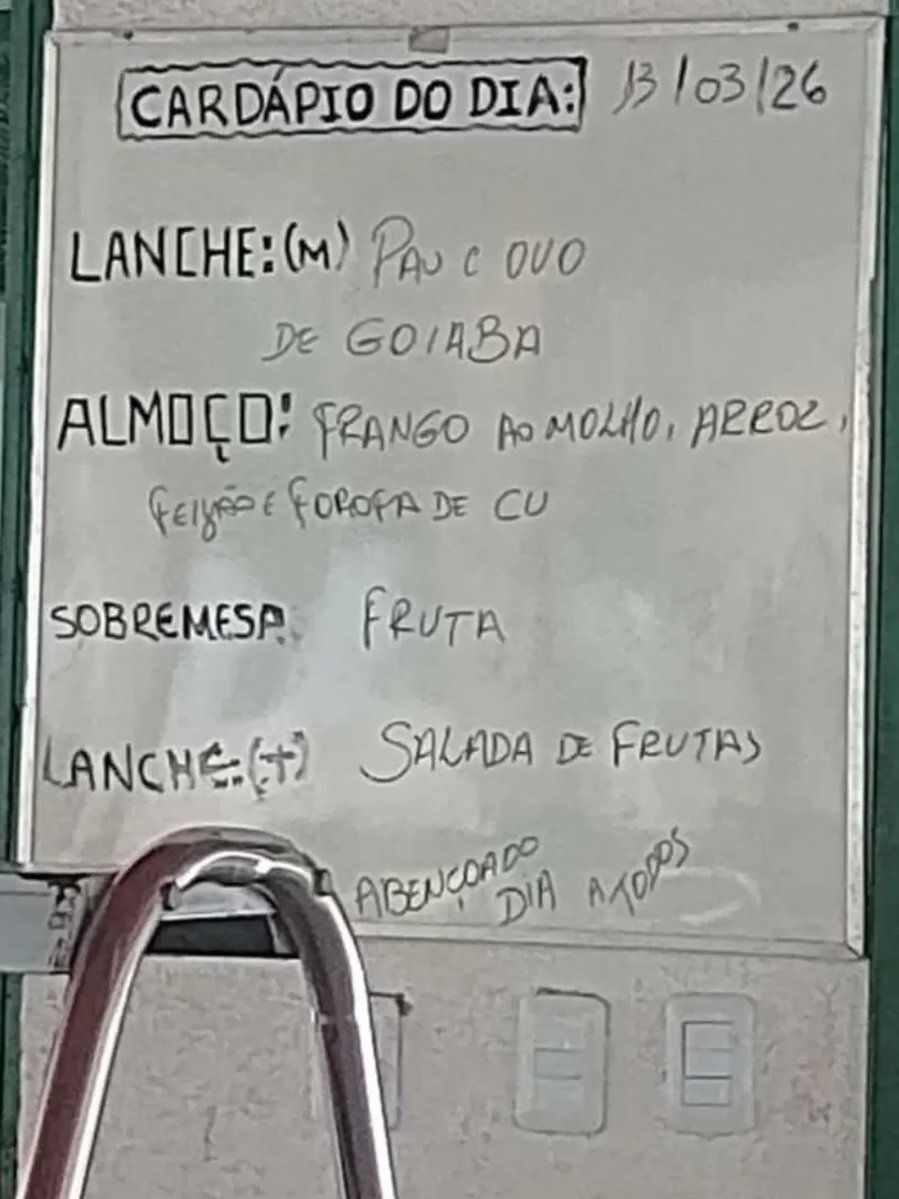 CARDÁPIO DO DIA: 13/03/26
LANCHE:(M) PAU C OVO
DE GOIABA
ALMOÇO: FRANGO AO MOLHO, ARROZ,
FEIJÃO E FOROFA DE CU
SOBREMESA FRUTA
LANCHE:(T) SALADA DE FRUTAS
ABENÇOADO
DIA A TODOS